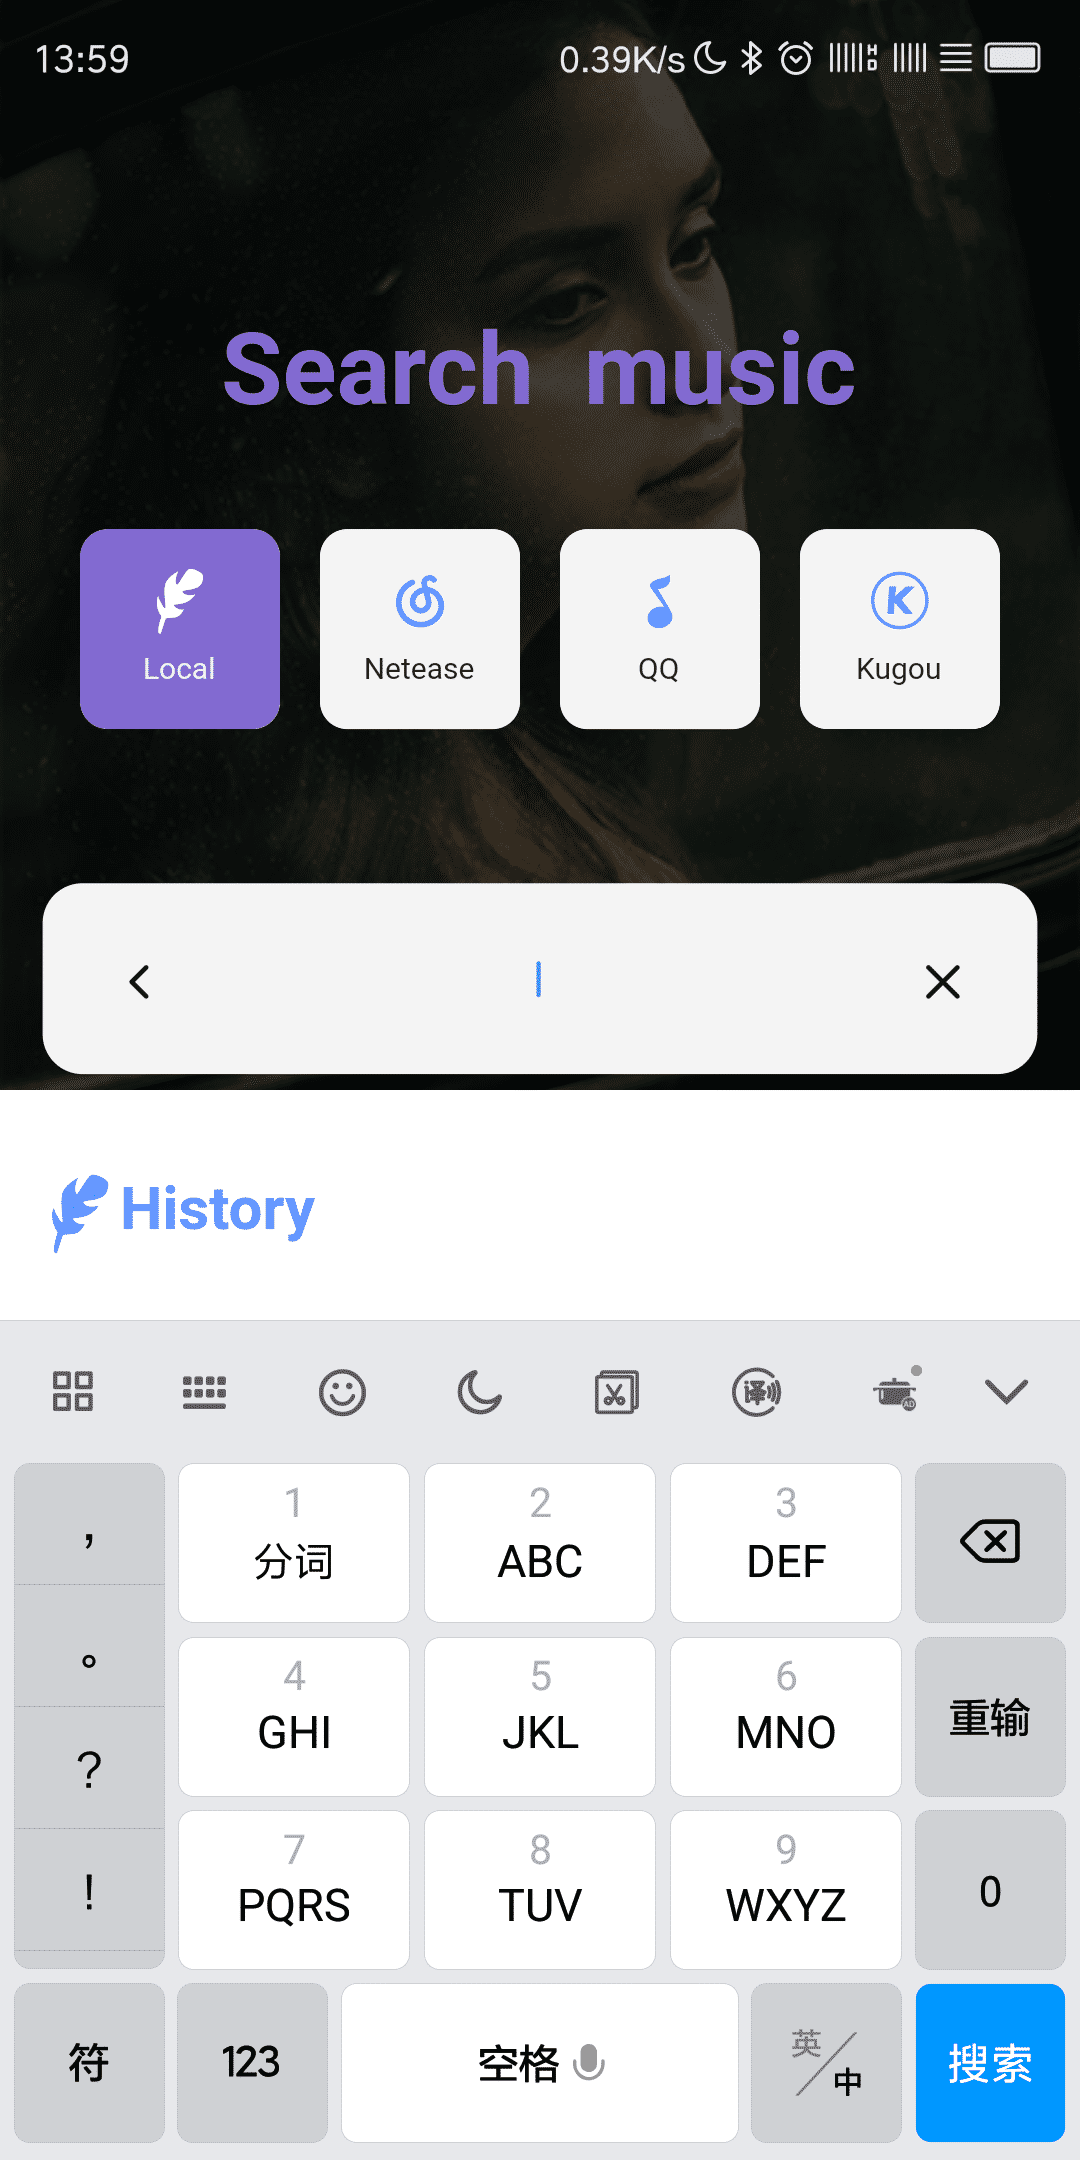 13:59 0.39K/s
Search music
Local Netease QQ Kugou
K
History
译
AD
1 2 3
， 分词 ABC DEF
。
4 5 6
GHI JKL MNO 重输
？
7 8 9
！ PQRS TUV WXYZ 0
符 123 空格 英/中 搜索